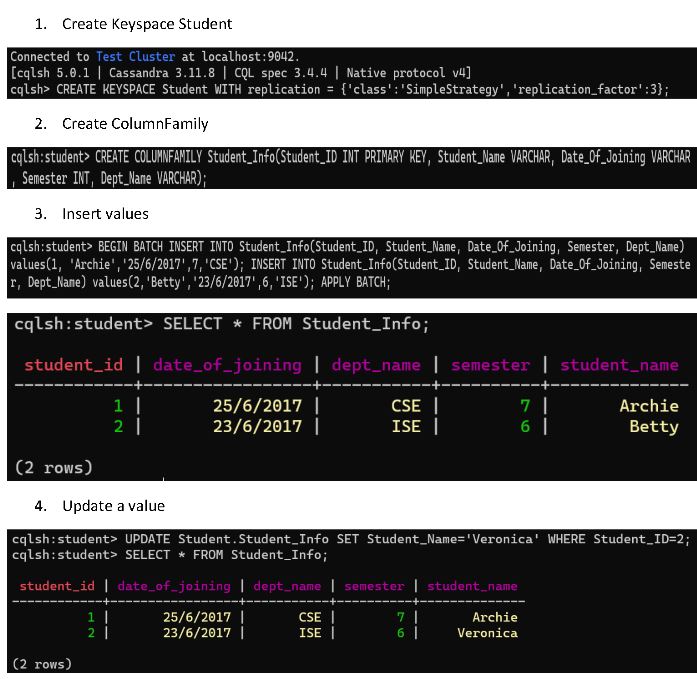 1. Create Keyspace Student
Connected to Test Cluster at localhost:9042.
[cqlsh 5.0.1 | Cassandra 3.11.8 | CQL spec 3.4.4 | Native protocol v4]
cqlsh> CREATE KEYSPACE Student WITH replication = {'class':'SimpleStrategy','replication_factor':3};
2. Create ColumnFamily
cqlsh:student> CREATE COLUMNFAMILY Student_Info(Student_ID INT PRIMARY KEY, Student_Name VARCHAR, Date_Of_Joining VARCHAR
, Semester INT, Dept_Name VARCHAR);
3. Insert values
cqlsh:student> BEGIN BATCH INSERT INTO Student_Info(Student_ID, Student_Name, Date_Of_Joining, Semester, Dept_Name)
values(1, 'Archie','25/6/2017',7,'CSE'); INSERT INTO Student_Info(Student_ID, Student_Name, Date_Of_Joining, Semeste
r, Dept_Name) values(2,'Betty','23/6/2017',6,'ISE'); APPLY BATCH;
cqlsh:student> SELECT * FROM Student_Info;
student_id | date_of_joining | dept_name | semester | student_name
------------+-----------------+-----------+----------+--------------
1 | 25/6/2017 | CSE | 7 | Archie
2 | 23/6/2017 | ISE | 6 | Betty
(2 rows)
4. Update a value
cqlsh:student> UPDATE Student.Student_Info SET Student_Name='Veronica' WHERE Student_ID=2;
cqlsh:student> SELECT * FROM Student_Info;
student_id | date_of_joining | dept_name | semester | student_name
------------+-----------------+-----------+----------+--------------
1 | 25/6/2017 | CSE | 7 | Archie
2 | 23/6/2017 | ISE | 6 | Veronica
(2 rows)